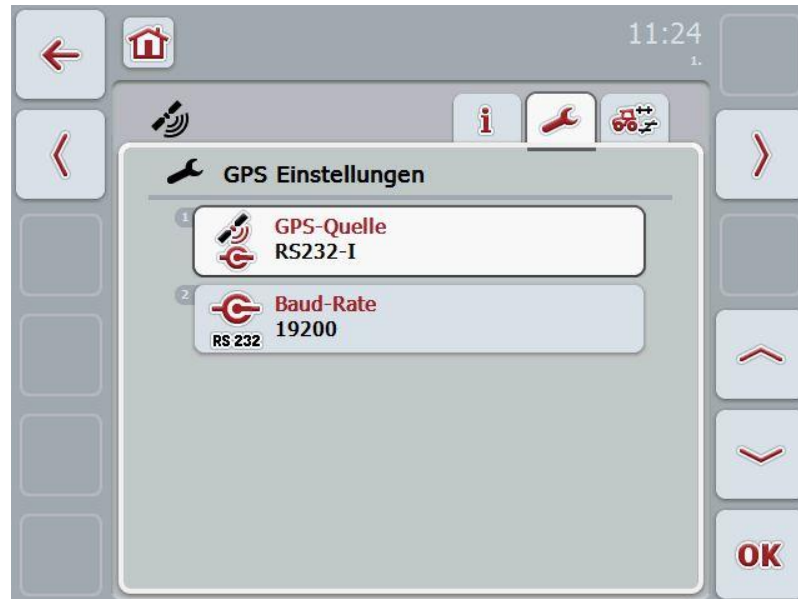 11:24
1.
i
GPS Einstellungen
1
GPS-Quelle
RS232-I
2
Baud-Rate
19200
RS 232
OK